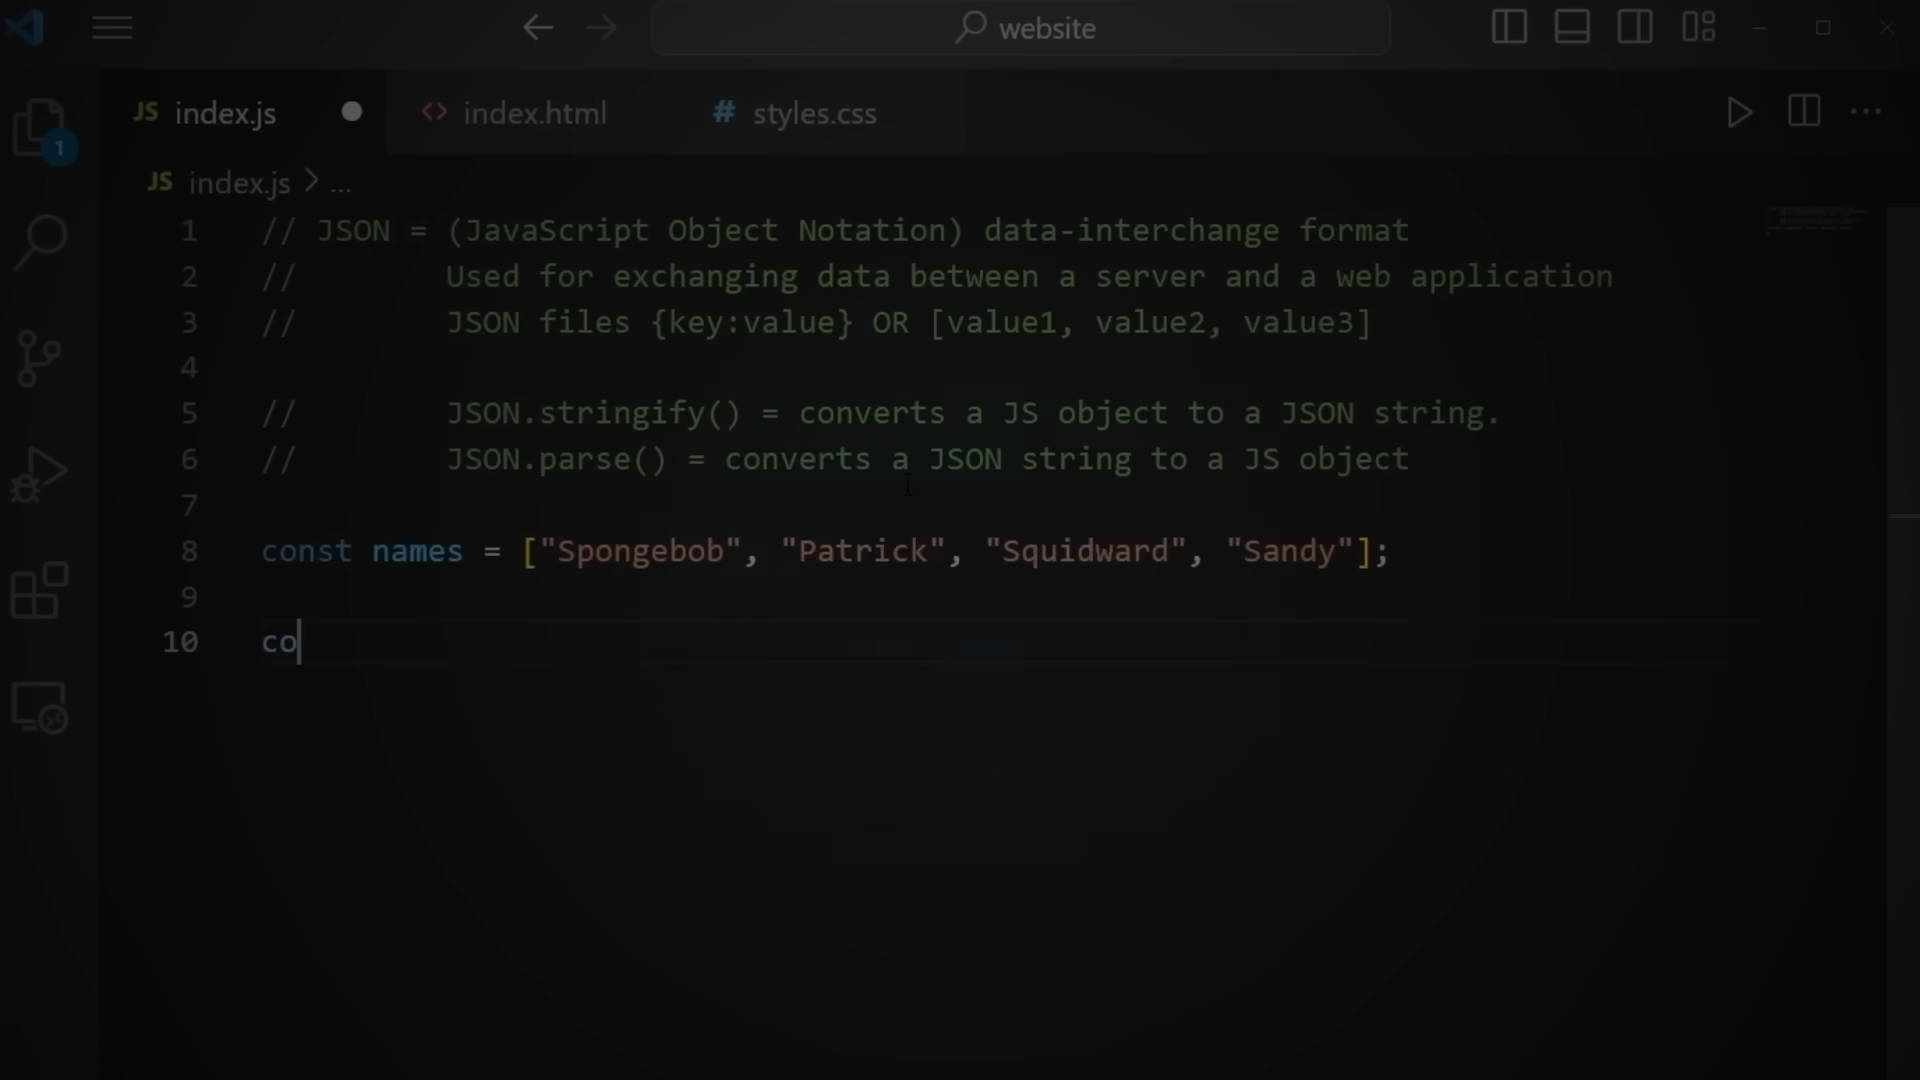 website
JS index.js <> index.html # styles.css
1
JS index.js > ...
1 // JSON = (JavaScript Object Notation) data-interchange format
2 // Used for exchanging data between a server and a web application
3 // JSON files {key:value} OR [value1, value2, value3]
4
5 // JSON.stringify() = converts a JS object to a JSON string.
6 // JSON.parse() = converts a JSON string to a JS object
7
8 const names = ["Spongebob", "Patrick", "Squidward", "Sandy"];
9
10 co